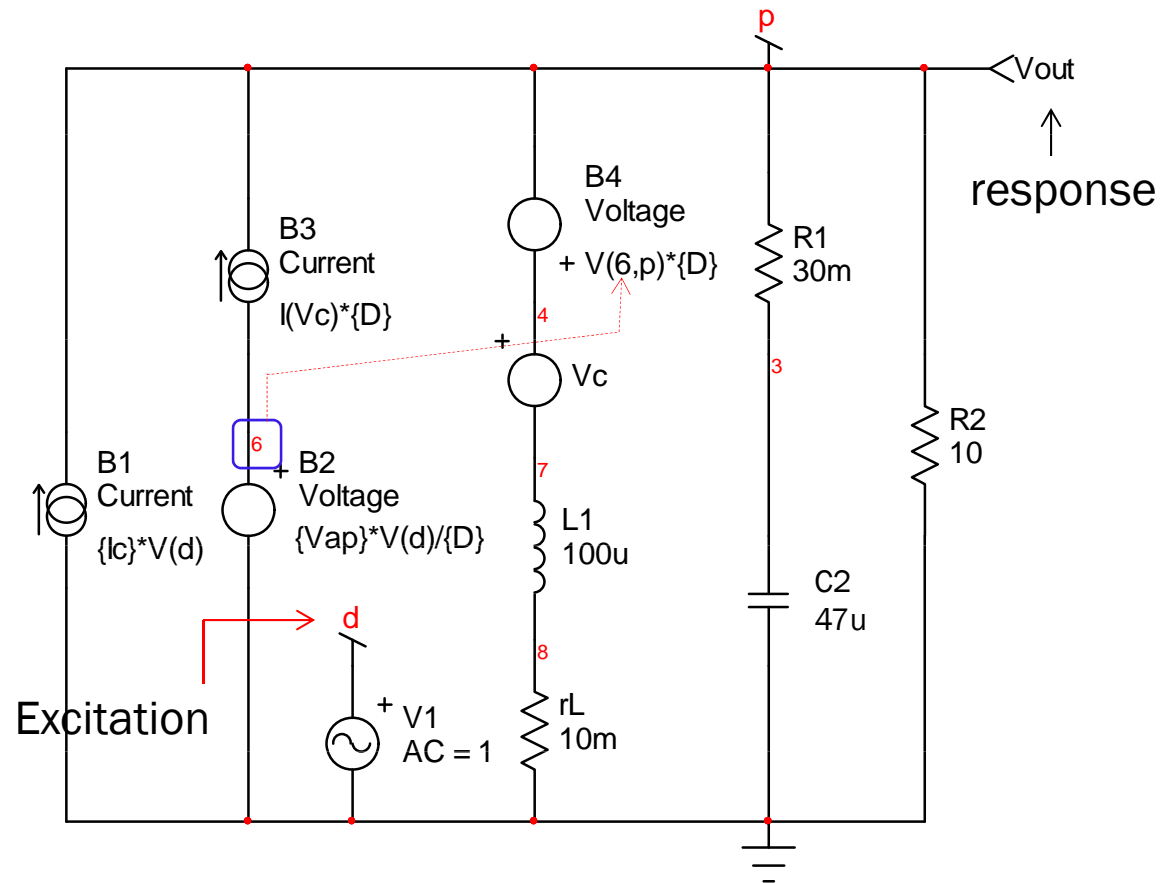 p
Vout
response
B4
Voltage
+ V(6,p)*{D}
B3
Current
I(Vc)*{D}
R1
30m
4
+
Vc
3
6
+
B1
Current
{Ic}*V(d)
B2
Voltage
{Vap}*V(d)/{D}
7
R2
10
L1
100u
C2
47u
d
Excitation
8
+
V1
AC = 1
rL
10m